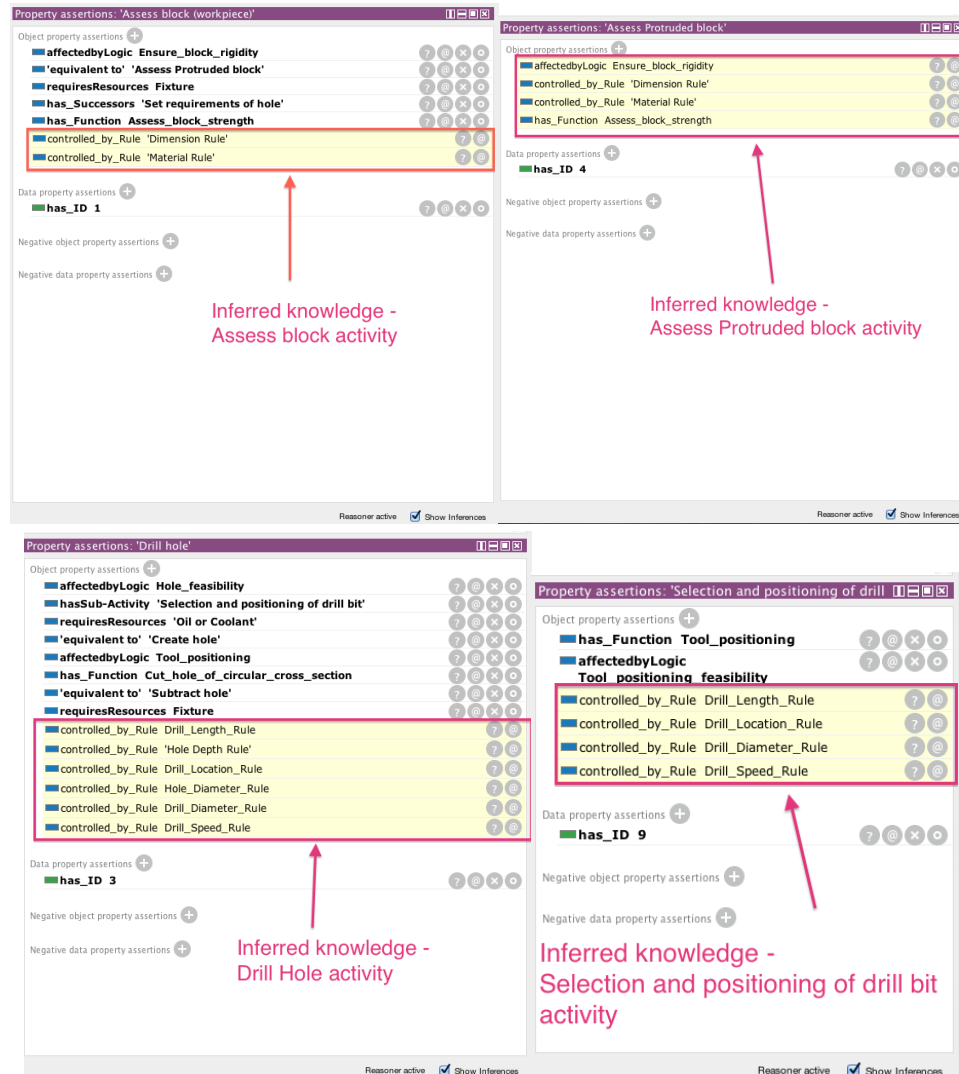 Property assertions: 'Assess block (workpiece)'
Object property assertions
affectedbyLogic Ensure_block_rigidity
'equivalent to' 'Assess Protruded block'
requiresResources Fixture
has_Successors 'Set requirements of hole'
has_Function Assess_block_strength
controlled_by_Rule 'Dimension Rule'
controlled_by_Rule 'Material Rule'
Data property assertions
has_ID 1
Negative object property assertions
Negative data property assertions
Inferred knowledge -
Assess block activity
Reasoner active Show Inferences
Property assertions: 'Assess Protruded block'
Object property assertions
affectedbyLogic Ensure_block_rigidity
controlled_by_Rule 'Dimension Rule'
controlled_by_Rule 'Material Rule'
has_Function Assess_block_strength
Data property assertions
has_ID 4
Negative object property assertions
Negative data property assertions
Inferred knowledge -
Assess Protruded block activity
Reasoner active Show Inferences
Property assertions: 'Drill hole'
Object property assertions
affectedbyLogic Hole_feasibility
hasSub-Activity 'Selection and positioning of drill bit'
requiresResources 'Oil or Coolant'
'equivalent to' 'Create hole'
affectedbyLogic Tool_positioning
has_Function Cut_hole_of_circular_cross_section
'equivalent to' 'Subtract hole'
requiresResources Fixture
controlled_by_Rule Drill_Length_Rule
controlled_by_Rule 'Hole Depth Rule'
controlled_by_Rule Drill_Location_Rule
controlled_by_Rule Hole_Diameter_Rule
controlled_by_Rule Drill_Diameter_Rule
controlled_by_Rule Drill_Speed_Rule
Data property assertions
has_ID 3
Negative object property assertions
Negative data property assertions
Inferred knowledge -
Drill Hole activity
Reasoner active Show Inferences
Property assertions: 'Selection and positioning of drill
Object property assertions
has_Function Tool_positioning
affectedbyLogic
Tool_positioning_feasibility
controlled_by_Rule Drill_Length_Rule
controlled_by_Rule Drill_Location_Rule
controlled_by_Rule Drill_Diameter_Rule
controlled_by_Rule Drill_Speed_Rule
Data property assertions
has_ID 9
Negative object property assertions
Negative data property assertions
Inferred knowledge -
Selection and positioning of drill bit
activity
Reasoner active Show Inferences